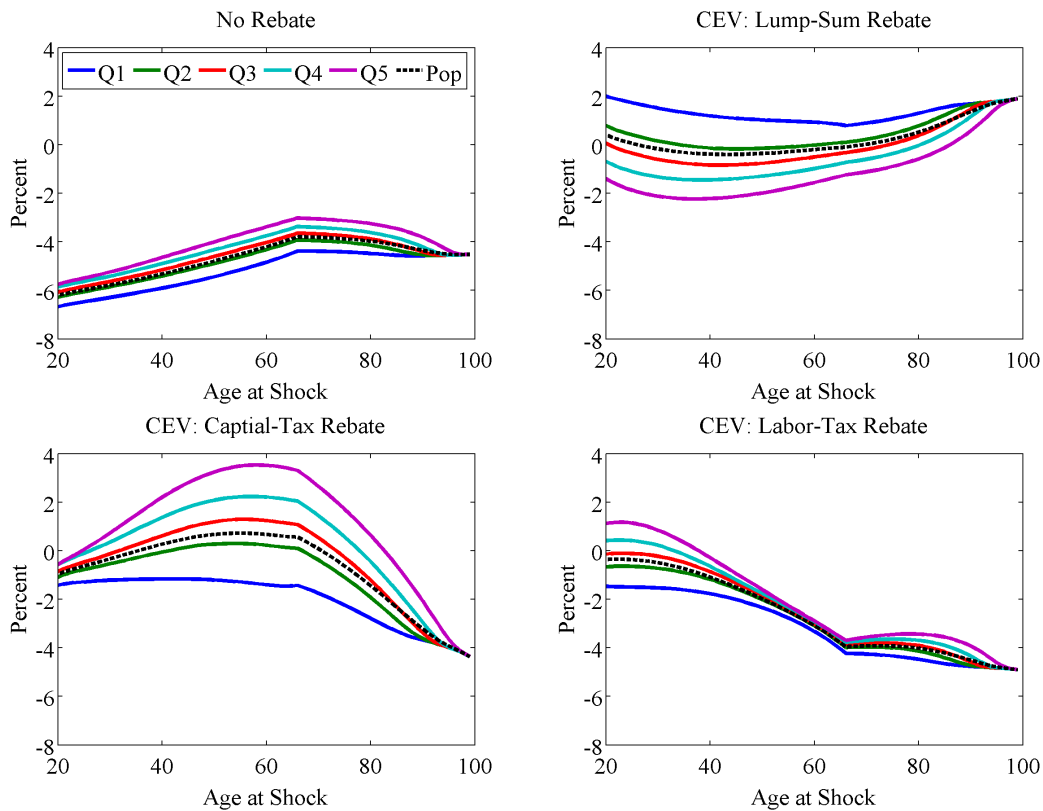 No Rebate
4
2
0
-2
-4
-6
-8
Percent
Q1 Q2 Q3 Q4 Q5 Pop
20 40 60 80 100
Age at Shock
CEV: Lump-Sum Rebate
4
2
0
-2
-4
-6
-8
Percent
20 40 60 80 100
Age at Shock
CEV: Captial-Tax Rebate
4
2
0
-2
-4
-6
-8
Percent
20 40 60 80 100
Age at Shock
CEV: Labor-Tax Rebate
4
2
0
-2
-4
-6
-8
Percent
20 40 60 80 100
Age at Shock